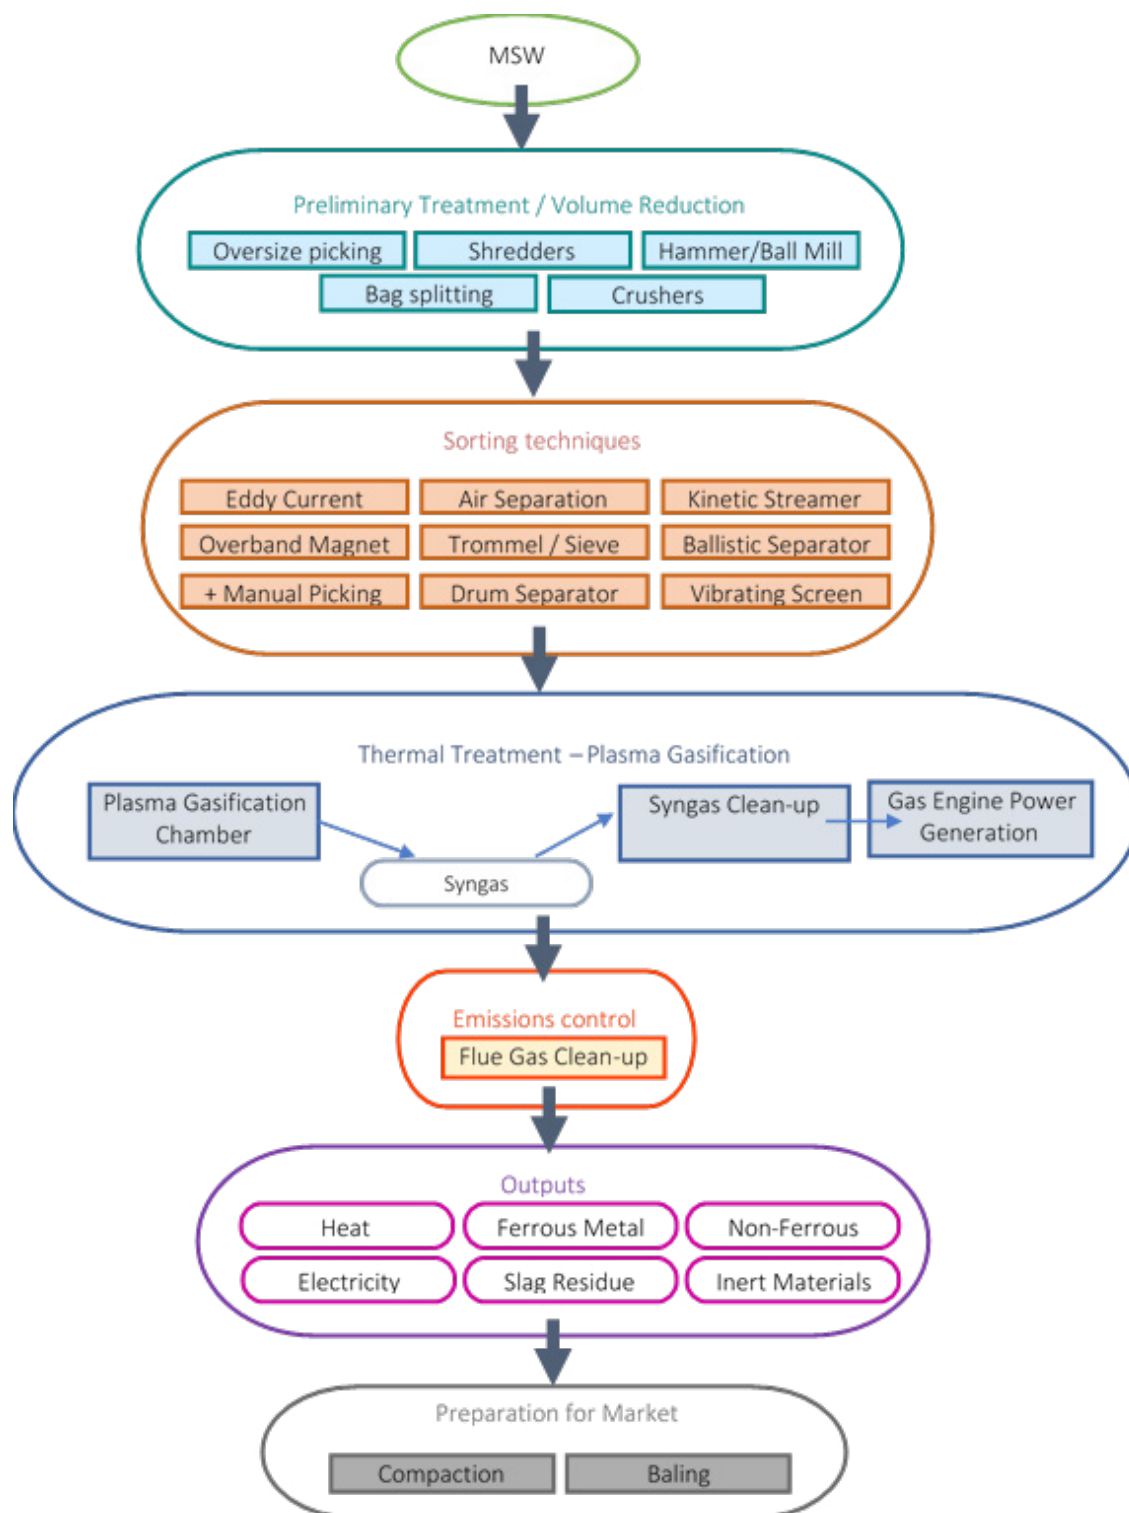 MSW
Preliminary Treatment / Volume Reduction
Oversize picking
Shredders
Hammer/Ball Mill
Bag splitting
Crushers
Sorting techniques
Eddy Current
Air Separation
Kinetic Streamer
Overband Magnet
Trommel / Sieve
Ballistic Separator
+ Manual Picking
Drum Separator
Vibrating Screen
Thermal Treatment – Plasma Gasification
Plasma Gasification
Chamber
Syngas
Syngas Clean-up
Gas Engine Power
Generation
Emissions control
Flue Gas Clean-up
Outputs
Heat
Ferrous Metal
Non-Ferrous
Electricity
Slag Residue
Inert Materials
Preparation for Market
Compaction
Baling